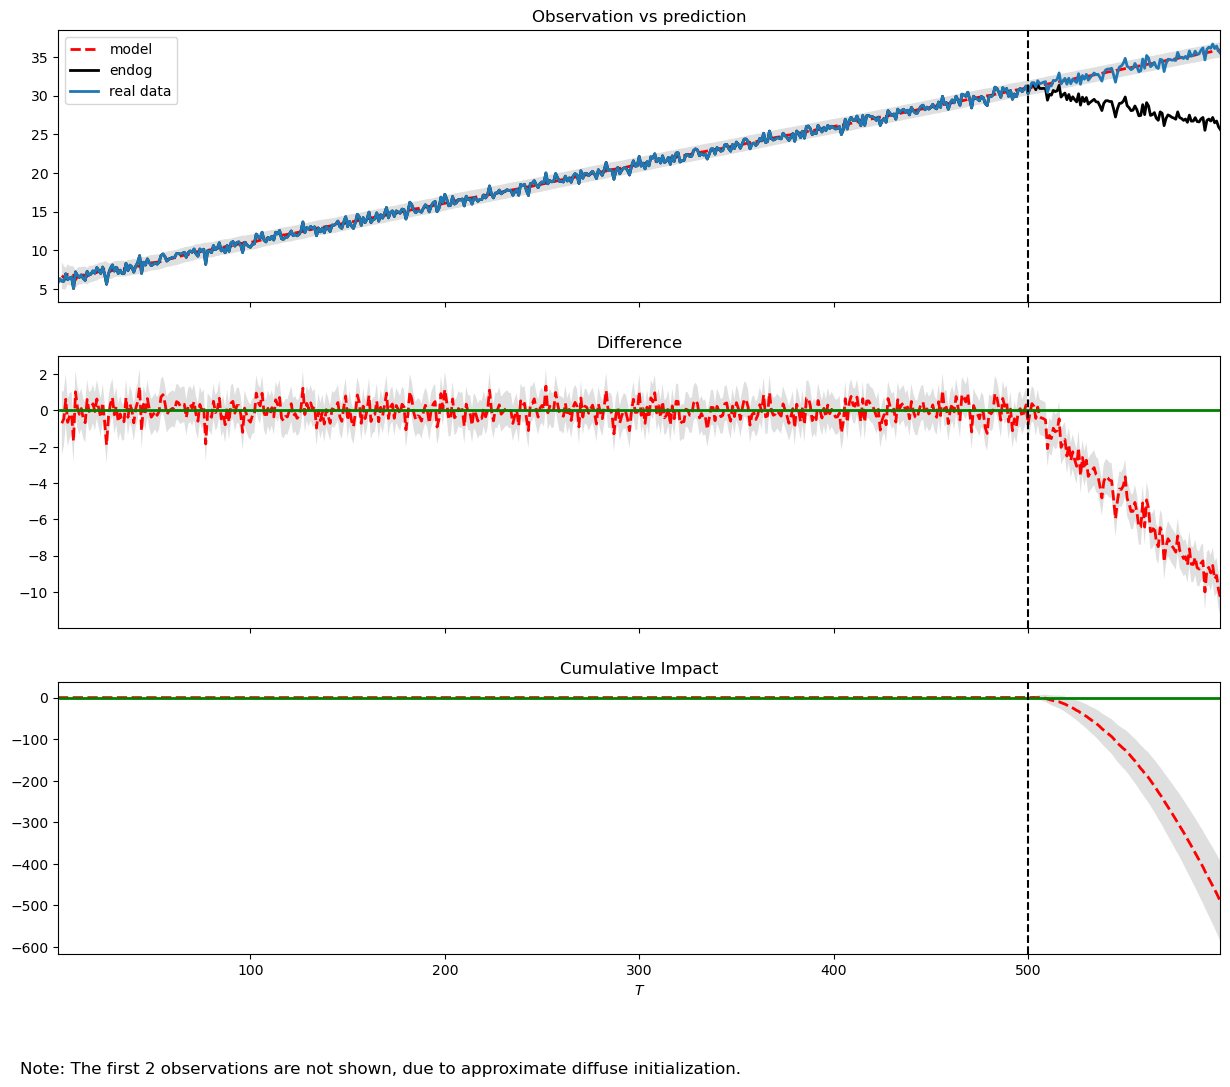 Observation vs prediction
model
endog
real data
35
30
25
20
15
10
5
Difference
2
0
−2
−4
−6
−8
−10
Cumulative Impact
0
−100
−200
−300
−400
−500
−600
100 200 300 400 500
T
Note: The first 2 observations are not shown, due to approximate diffuse initialization.